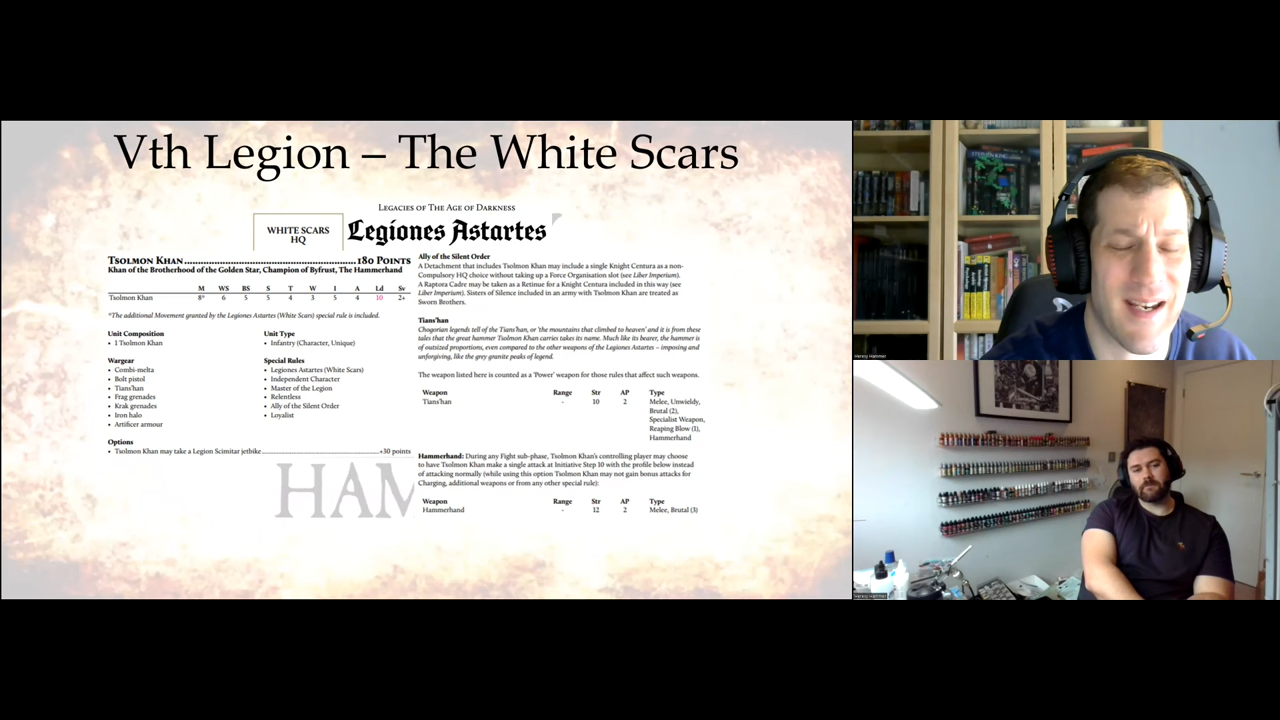 Vth Legion – The White Scars
Legacies of The Age of Darkness
WHITE SCARS
HQ
Legiones Astartes
Tsolmon Khan 180 Points
Khan of the Brotherhood of the Golden Star, Champion of Byfrust, The Hammerhand
M WS BS S T W I A Ld Sv
Tsolmon Khan 8* 6 5 5 4 3 5 4 10 2+
*The additional Movement granted by the Legiones Astartes (White Scars) special rule is included.
Unit Composition
• 1 Tsolmon Khan
Unit Type
• Infantry (Character, Unique)
Wargear
• Combi-melta
• Bolt pistol
• Tians'han
• Frag grenades
• Krak grenades
• Iron halo
• Artificer armour
Special Rules
• Legiones Astartes (White Scars)
• Independent Character
• Master of the Legion
• Relentless
• Ally of the Silent Order
• Loyalist
Options
• Tsolmon Khan may take a Legion Scimitar jetbike +30 points
HAM
Ally of the Silent Order
A Detachment that includes Tsolmon Khan may include a single Knight Centura as a non-
Compulsory HQ choice without taking up a Force Organisation slot (see Liber Imperium).
A Raptora Cadre may be taken as a Retinue for a Knight Centura included in this way (see
Liber Imperium). Sisters of Silence included in an army with Tsolmon Khan are treated as
Sworn Brothers.
Tians'han
Chogorian legends tell of the Tians'han, or 'the mountains that climbed to heaven' and it is from these
tales that the great hammer Tsolmon Khan carries takes its name. Much like its bearer, the hammer is
of outsized proportions, even compared to the other weapons of the Legiones Astartes – imposing and
unforgiving, like the grey granite peaks of legend.
The weapon listed here is counted as a 'Power' weapon for those rules that affect such weapons.
Weapon Range Str AP Type
Tians'han - 10 2 Melee, Unwieldy,
Brutal (2),
Specialist Weapon,
Reaping Blow (1),
Hammerhand
Hammerhand: During any Fight sub-phase, Tsolmon Khan's controlling player may choose
to have Tsolmon Khan make a single attack at Initiative Step 10 with the profile below instead
of attacking normally (while using this option Tsolmon Khan may not gain bonus attacks for
Charging, additional weapons or from any other special rule):
Weapon Range Str AP Type
Hammerhand - 12 2 Melee, Brutal (3)
Henny Hammer
Henny Hammer